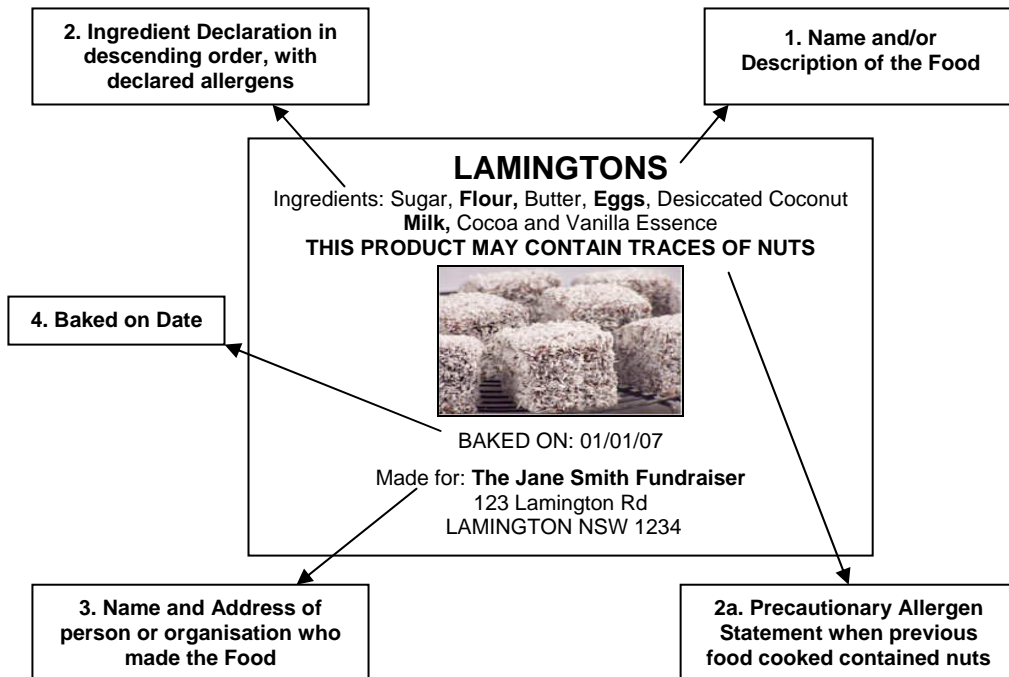 2. Ingredient Declaration in
descending order, with
declared allergens
1. Name and/or
Description of the Food
LAMINGTONS
Ingredients: Sugar, Flour, Butter, Eggs, Desiccated Coconut
Milk, Cocoa and Vanilla Essence
THIS PRODUCT MAY CONTAIN TRACES OF NUTS
4. Baked on Date
BAKED ON: 01/01/07
Made for: The Jane Smith Fundraiser
123 Lamington Rd
LAMINGTON NSW 1234
3. Name and Address of
person or organisation who
made the Food
2a. Precautionary Allergen
Statement when previous
food cooked contained nuts